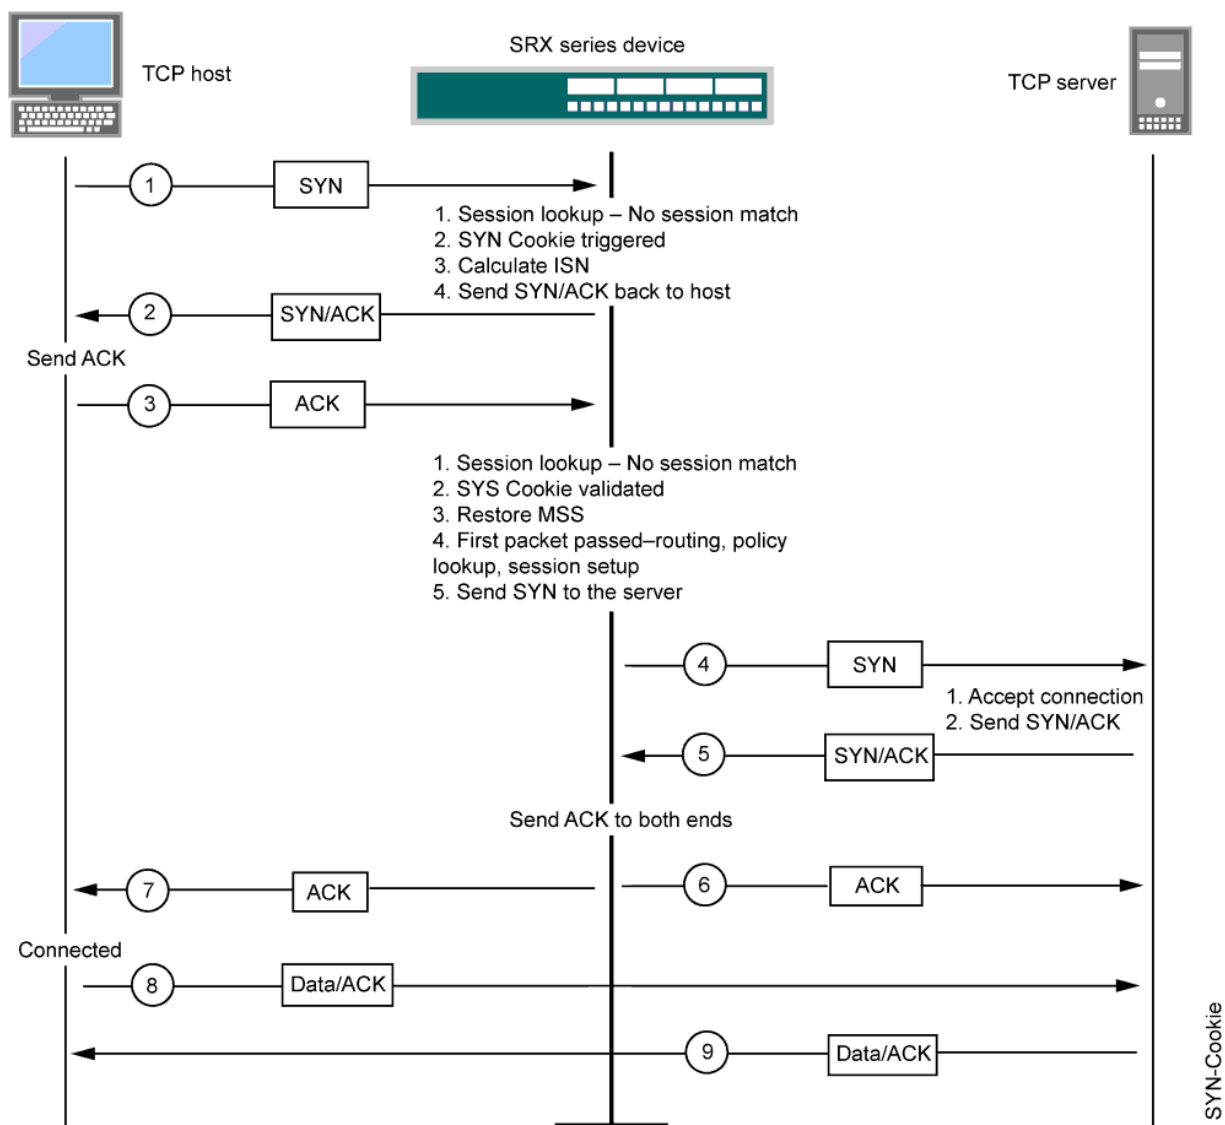 SRX series device
TCP host
TCP server
1
SYN
1. Session lookup – No session match
2. SYN Cookie triggered
3. Calculate ISN
4. Send SYN/ACK back to host
2
SYN/ACK
Send ACK
3
ACK
1. Session lookup – No session match
2. SYS Cookie validated
3. Restore MSS
4. First packet passed–routing, policy
lookup, session setup
5. Send SYN to the server
4
SYN
1. Accept connection
2. Send SYN/ACK
5
SYN/ACK
Send ACK to both ends
7
ACK
6
ACK
Connected
8
Data/ACK
9
Data/ACK
SYN-Cookie